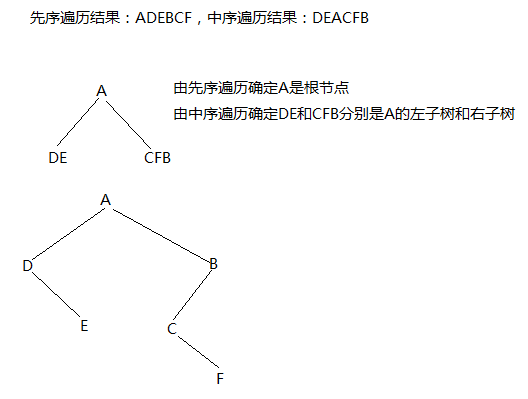 先序遍历结果：ADEBCF，中序遍历结果：DEACFB
A
由先序遍历确定A是根节点
由中序遍历确定DE和CFB分别是A的左子树和右子树
DE CFB
A
D B
E C
F